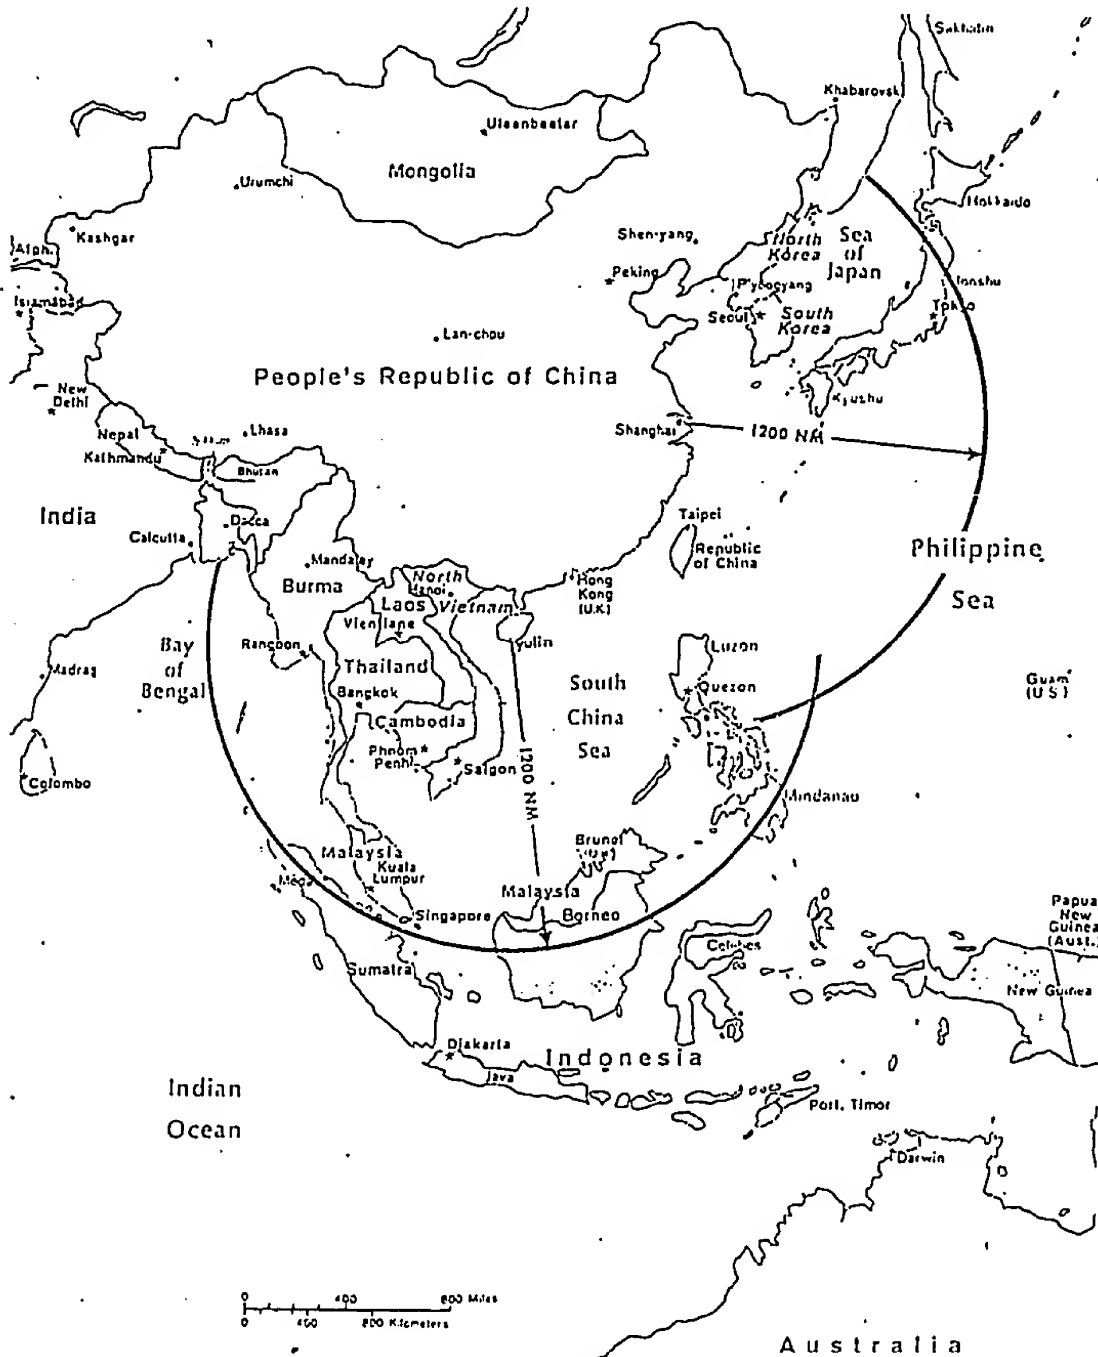 Sakhalin
Khabarovsk
Ulaanbaatar
Mongolia
Urumchi
Hokkaido
Kashgar
Shen-yang
North
Korea
Sea
of
Japan
Afgh.
Peking
P'yongyang
Islamabad
Seoul
South
Korea
Tokyo
Lan-chou
People's Republic of China
New
Delhi
Kyushu
Nepal
Lhasa
Shanghai
1200 NM
Kathmandu
Bhutan
India
Dacca
Calcutta
Taipei
Republic
of China
Philippine
Sea
Mandalay
Burma
North
Hanoi
Vietnam
Hong
Kong
(U.K.)
Laos
Vientiane
Bay
of
Bengal
Rangoon
Yulin
Luzon
Thailand
Madras
South
China
Sea
Quezon
Guam
(U S)
Bangkok
Cambodia
Phnom
Penh
Saigon
1200 NM
Colombo
Mindanao
Malaysia
Kuala
Lumpur
Brunei
(U.K.)
Malaysia
Borneo
Singapore
Papua
New
Guinea
(Aust.)
Celebes
Sumatra
New Guinea
Djakarta
Indonesia
Java
Indian
Ocean
Port. Timor
Darwin
0 400 800 Miles
0 400 800 Kilometers
Australia